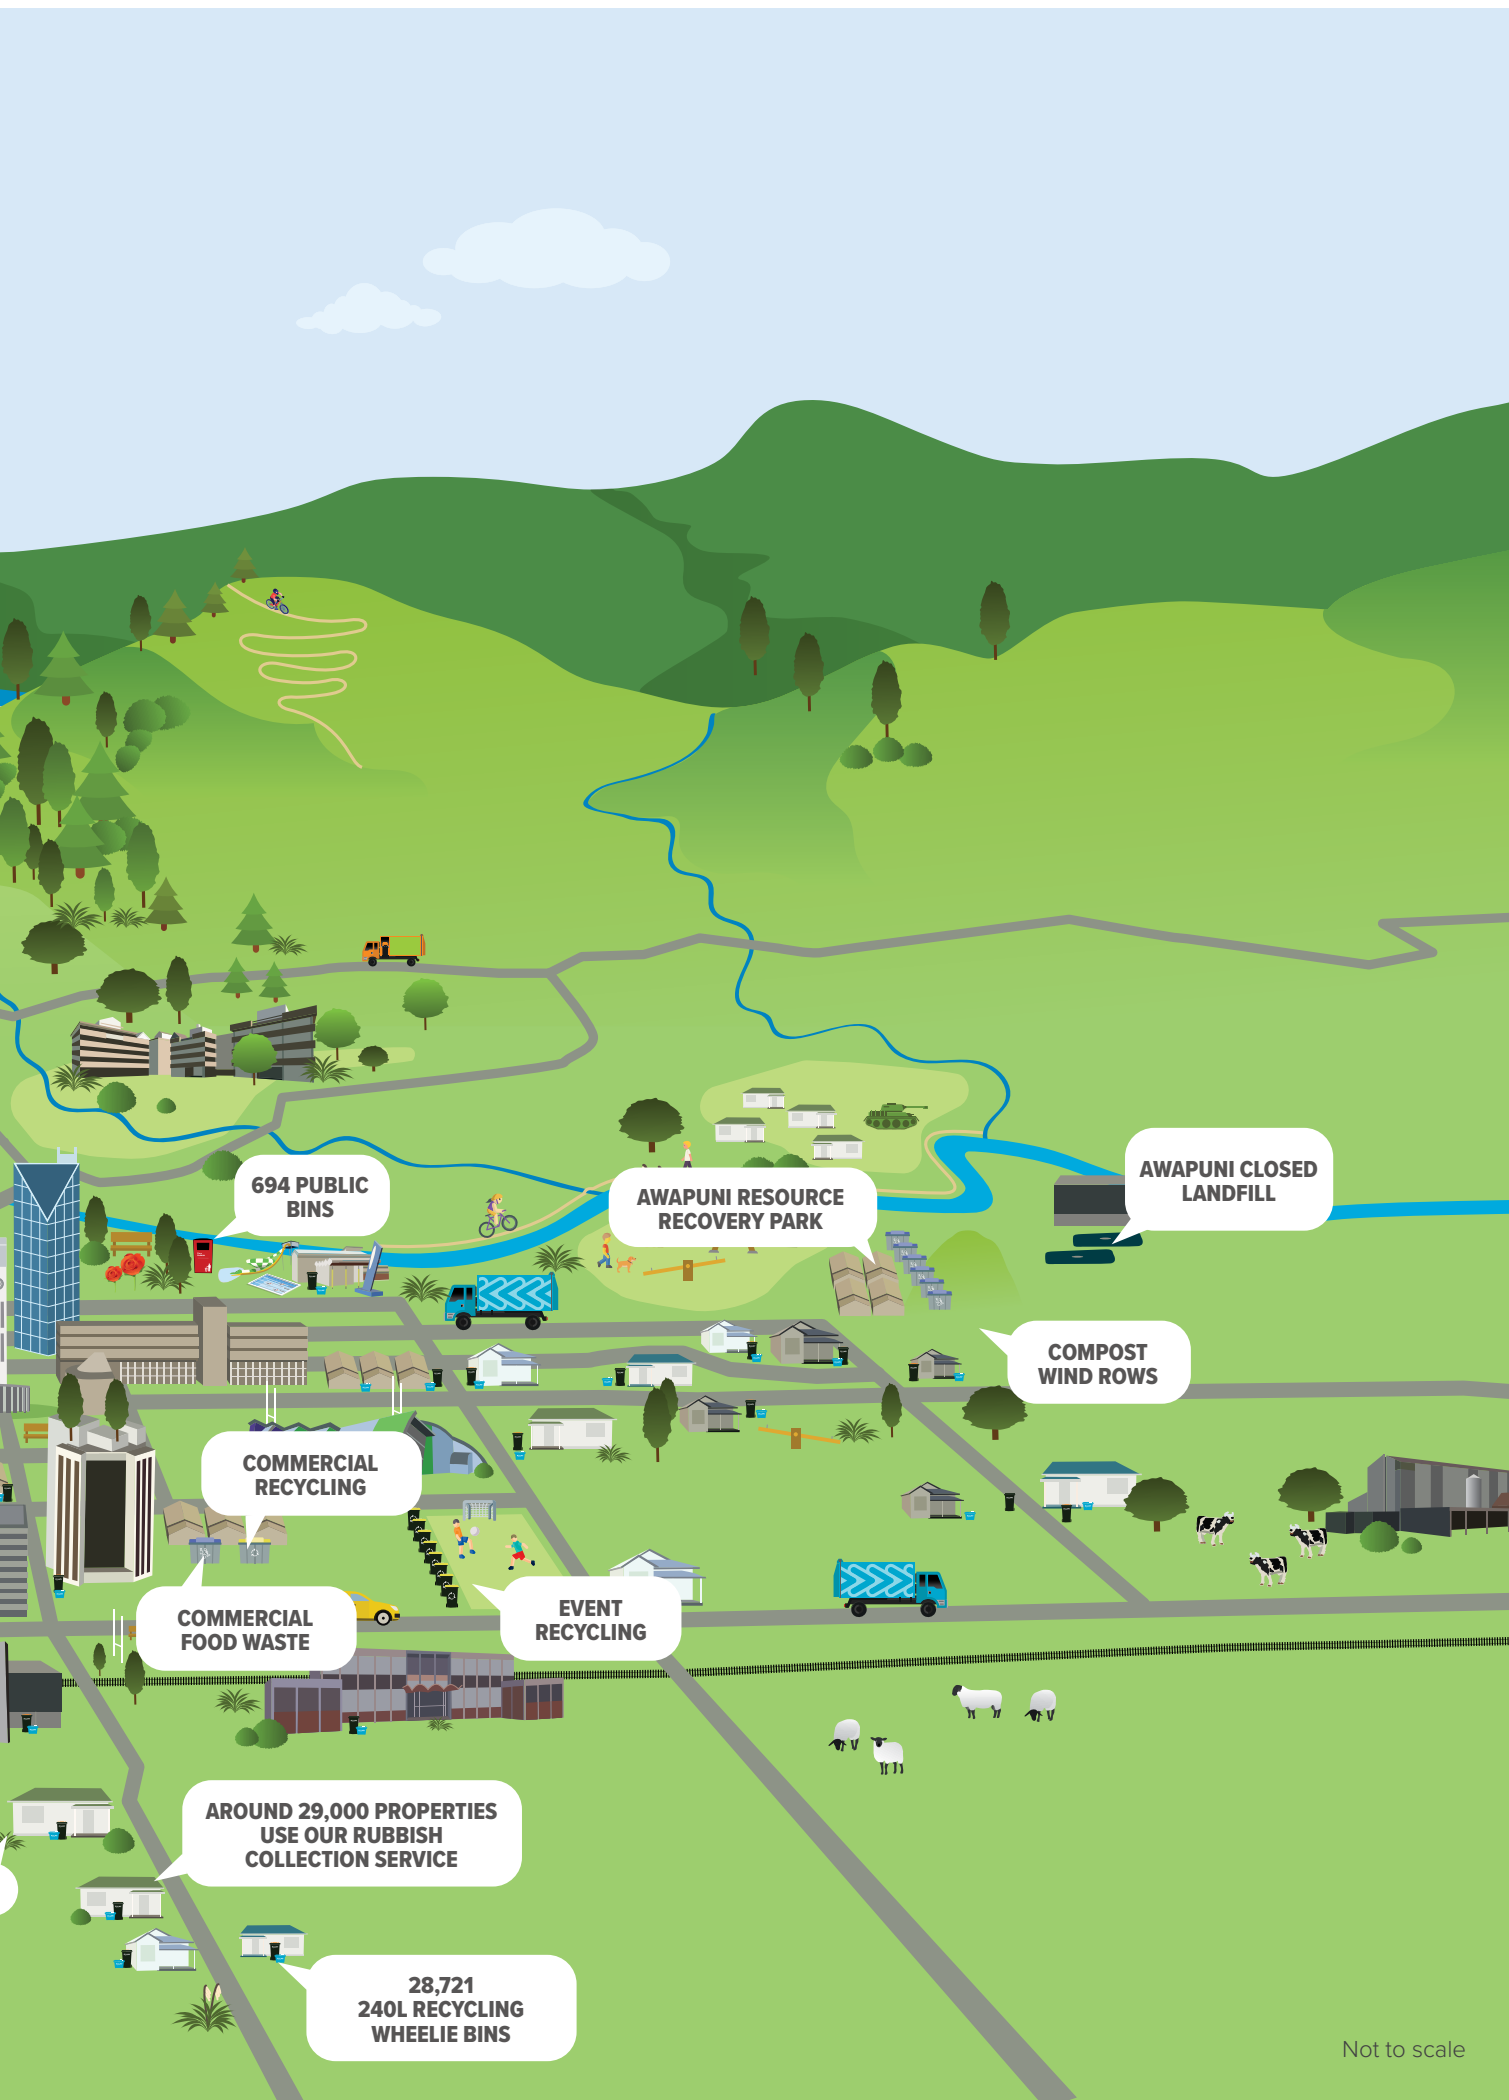 694 PUBLIC
BINS
AWAPUNI RESOURCE
RECOVERY PARK
AWAPUNI CLOSED
LANDFILL
COMPOST
WIND ROWS
COMMERCIAL
RECYCLING
COMMERCIAL
FOOD WASTE
EVENT
RECYCLING
AROUND 29,000 PROPERTIES
USE OUR RUBBISH
COLLECTION SERVICE
28,721
240L RECYCLING
WHEELIE BINS
Not to scale